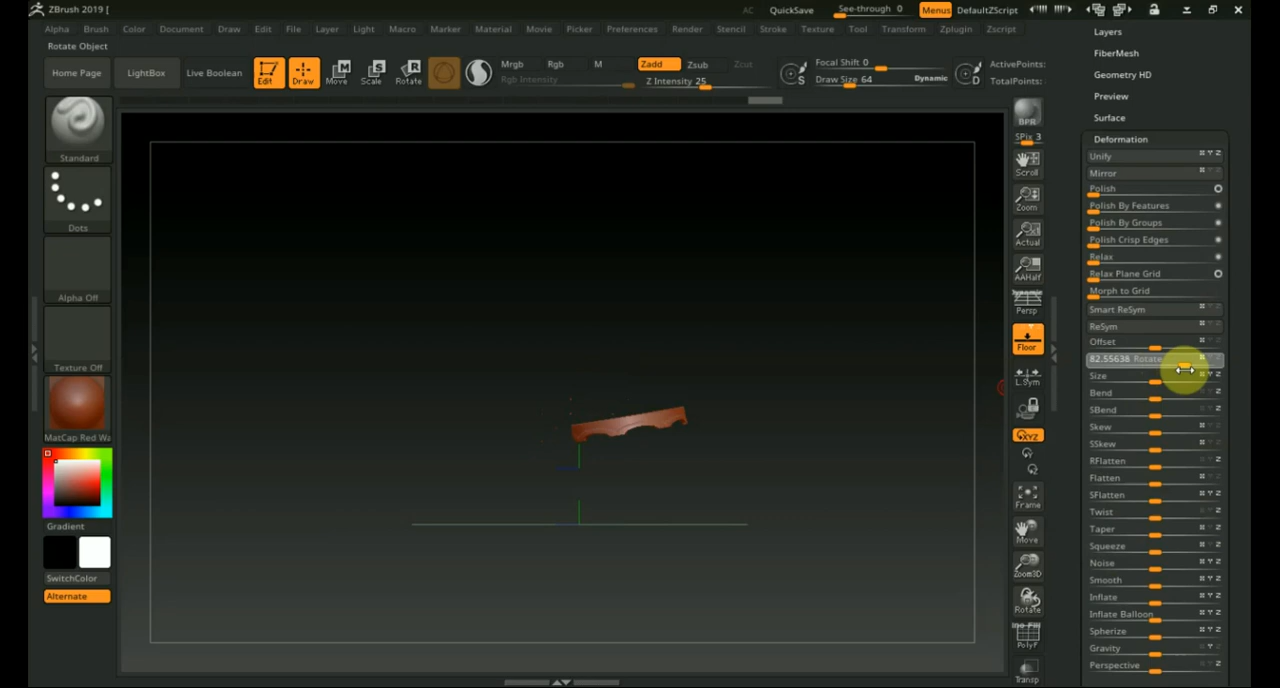 ZBrush 2019 [
AC QuickSave See-through 0 Menus DefaultZScript
Alpha Brush Color Document Draw Edit File Layer Light Macro Marker Material Movie Picker Preferences Render Stencil Stroke Texture Tool Transform Zplugin Zscript
Rotate Object
Home Page LightBox Live Boolean Edit Draw Move Scale Rotate
Mrgb Rgb M Zadd Zsub Zcut
Rgb Intensity Z Intensity 25
Focal Shift 0
Draw Size 64 Dynamic
S D
ActivePoints:
TotalPoints:
Standard
Dots
Alpha Off
Texture Off
MatCap Red Wa
Gradient
SwitchColor
Alternate
BPR
SPix 3
Scroll
Zoom
Actual
AAHalf
Dynamic
Persp
Floor
L.Sym
XYZ
Frame
Move
Zoom3D
Rotate
PolyF
Transp
Layers
FiberMesh
Geometry HD
Preview
Surface
Deformation
Unify
Mirror
Polish
Polish By Features
Polish By Groups
Polish Crisp Edges
Relax
Relax Plane Grid
Morph to Grid
Smart ReSym
ReSym
Offset
82.55638 Rotate
Size
Bend
SBend
Skew
SSkew
RFlatten
Flatten
SFlatten
Twist
Taper
Squeeze
Noise
Smooth
Inflate
Inflate Balloon
Spherize
Gravity
Perspective